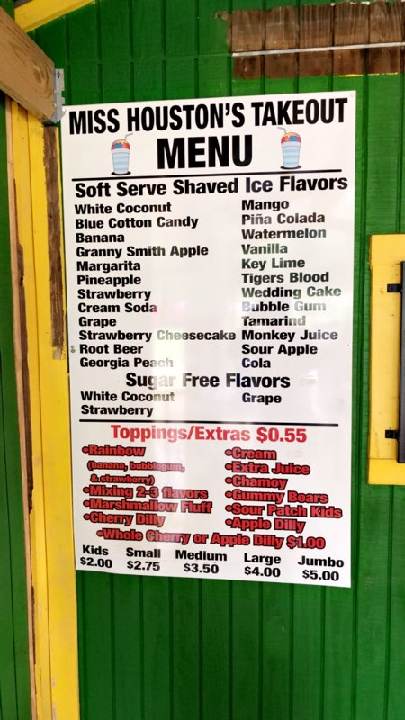 MISS HOUSTON'S TAKEOUT
MENU
Soft Serve Shaved Ice Flavors
White Coconut
Blue Cotton Candy
Banana
Granny Smith Apple
Margarita
Pineapple
Strawberry
Cream Soda
Grape
Strawberry Cheesecake
Root Beer
Georgia Peach
Mango
Piña Colada
Watermelon
Vanilla
Key Lime
Tigers Blood
Wedding Cake
Bubble Gum
Tamarind
Monkey Juice
Sour Apple
Cola
Sugar Free Flavors
White Coconut
Strawberry
Grape
Toppings/Extras $0.55
•Rainbow
(banana, bubblegum,
& strawberry)
•Mixing 2-3 flavors
•Marshmallow Fluff
•Cherry Dilly
•Cream
•Extra Juice
•Chamoy
•Gummy Bears
•Sour Patch Kids
•Apple Dilly
•Whole Cherry or Apple Dilly $1.00
Kids Small Medium Large Jumbo
$2.00 $2.75 $3.50 $4.00 $5.00